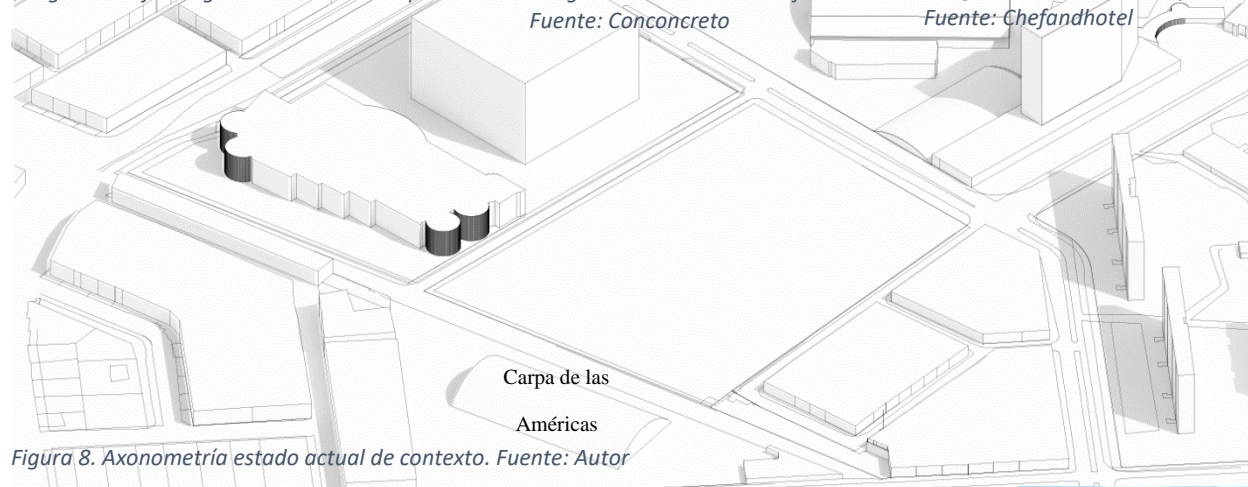 Fuente: Conconcreto
Fuente: Chefandhotel
Carpa de las
Américas
Figura 8. Axonometría estado actual de contexto. Fuente: Autor